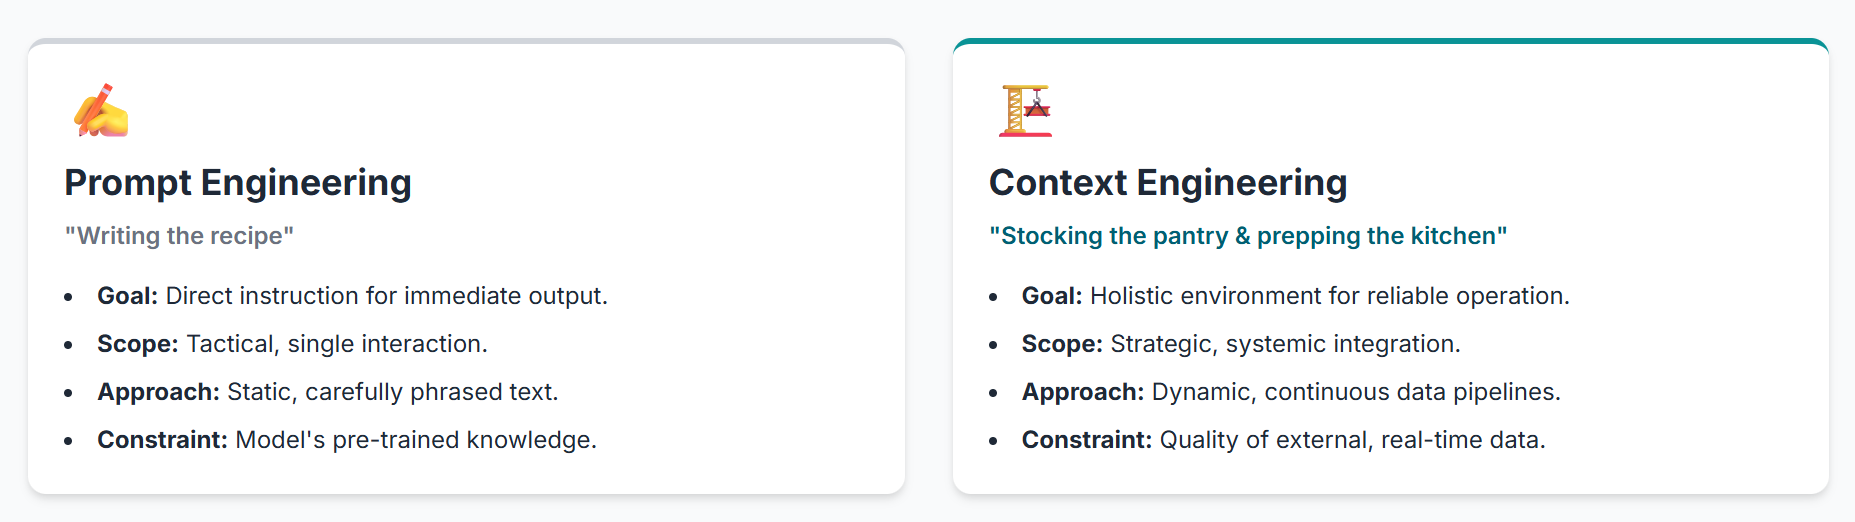 Prompt Engineering
"Writing the recipe"
• Goal: Direct instruction for immediate output.
• Scope: Tactical, single interaction.
• Approach: Static, carefully phrased text.
• Constraint: Model's pre-trained knowledge.
Context Engineering
"Stocking the pantry & prepping the kitchen"
• Goal: Holistic environment for reliable operation.
• Scope: Strategic, systemic integration.
• Approach: Dynamic, continuous data pipelines.
• Constraint: Quality of external, real-time data.